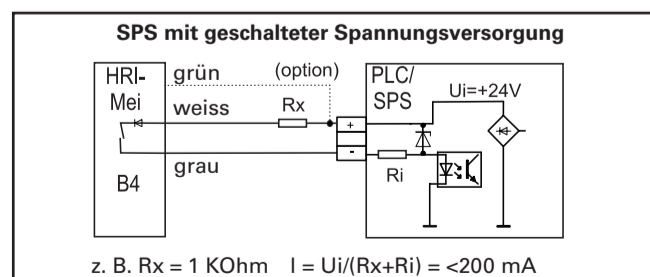 SPS mit geschalteter Spannungsversorgung
HRI-
Mei
B4
grün
(option)
weiss
Rx
grau
+
-
PLC/
SPS
Ui=+24V
Ri
z. B. Rx = 1 KOhm I = Ui/(Rx+Ri) = <200 mA